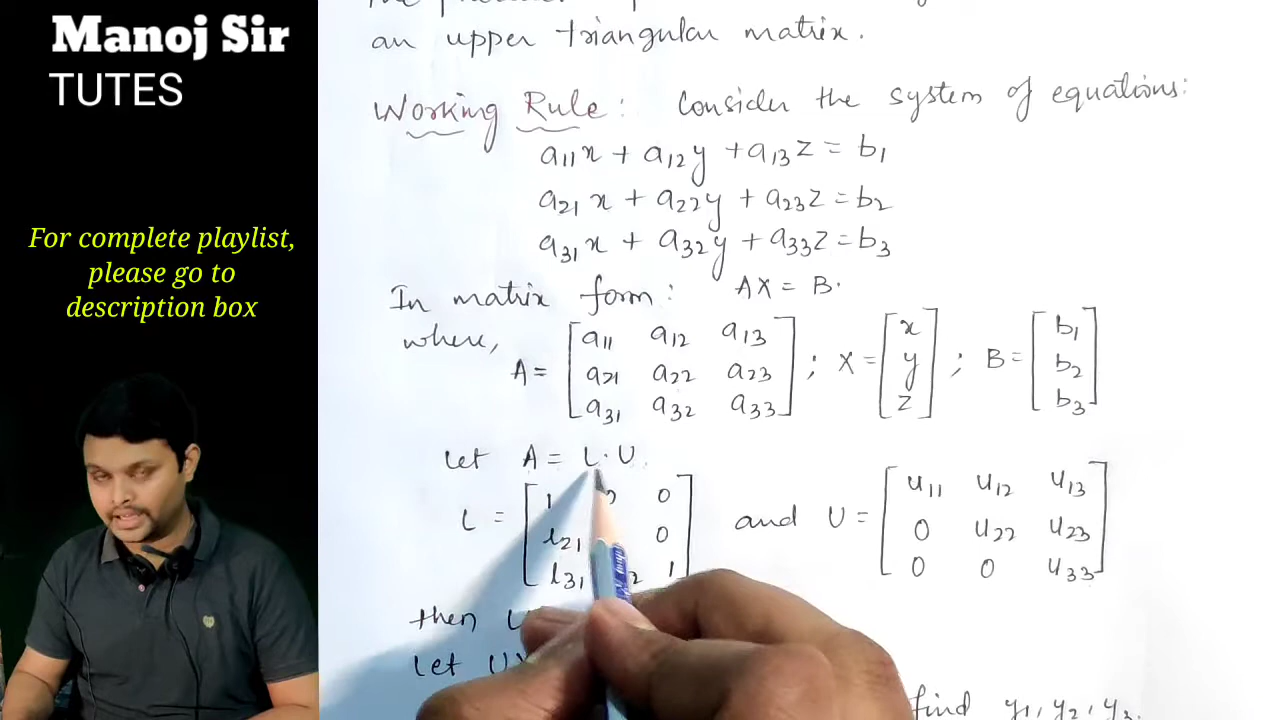 Manoj Sir
TUTES
For complete playlist,
please go to
description box
an upper triangular matrix.
Working Rule: Consider the system of equations:
a11x + a12y + a13z = b1
a21x + a22y + a23z = b2
a31x + a32y + a33z = b3
In matrix form: AX = B.
where,
A = [a11 a12 a13
a21 a22 a23
a31 a32 a33]; X = [x
y
z]; B = [b1
b2
b3]
Let A = L·U
L = [1 0 0
l21 0
l31 1] and U = [u11 u12 u13
0 u22 u23
0 0 u33]
then
Let UX
find y1, y2, y3.